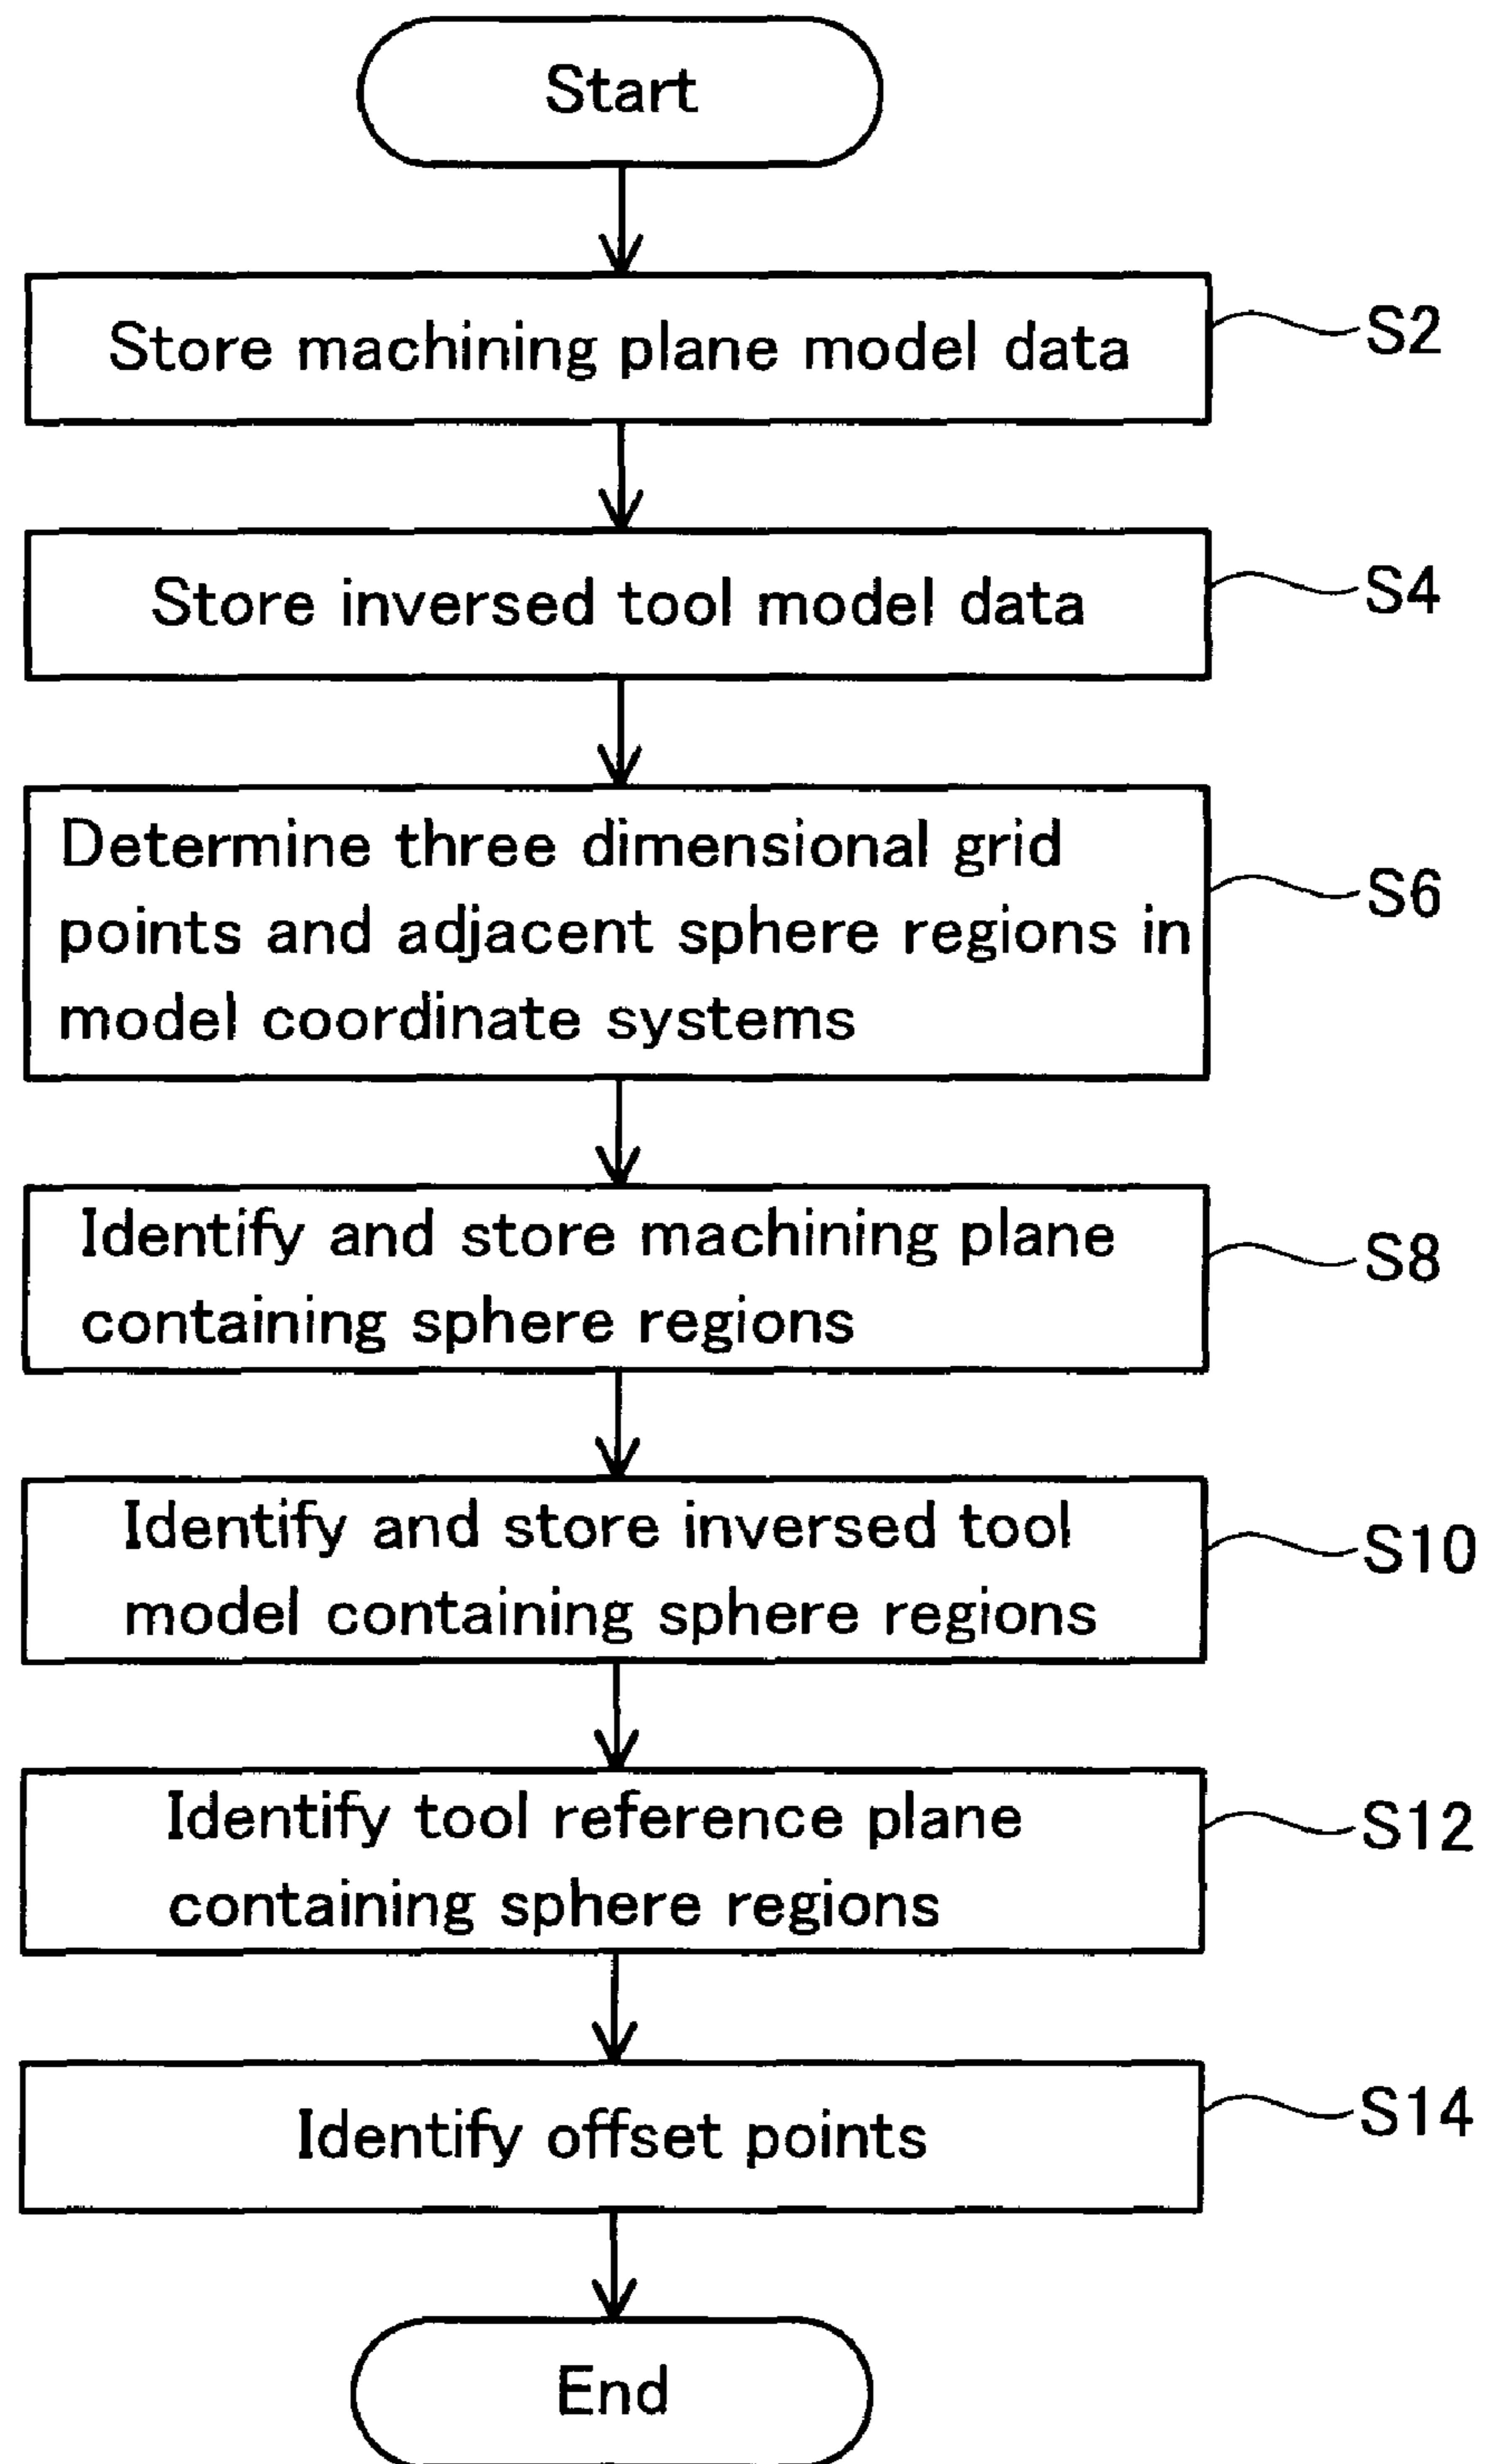 Start
Store machining plane model data
S2
Store inversed tool model data
S4
Determine three dimensional grid
points and adjacent sphere regions in
model coordinate systems
S6
Identify and store machining plane
containing sphere regions
S8
Identify and store inversed tool
model containing sphere regions
S10
Identify tool reference plane
containing sphere regions
S12
Identify offset points
S14
End